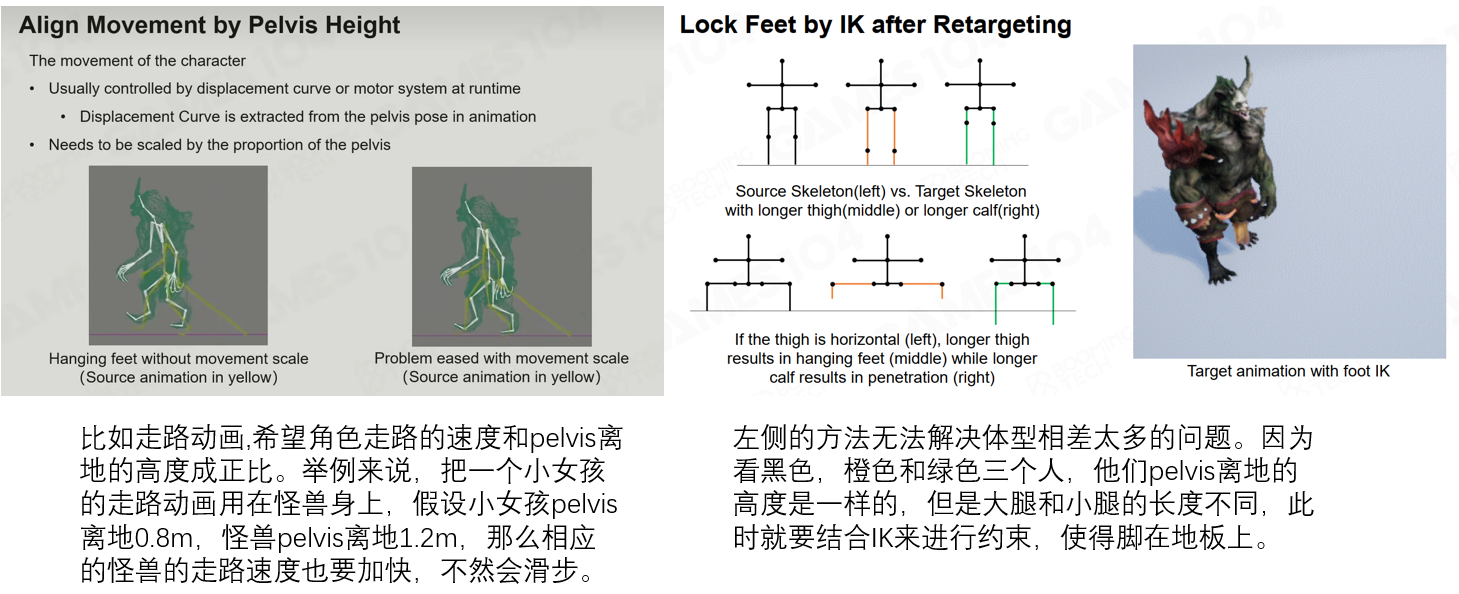 Align Movement by Pelvis Height
The movement of the character
• Usually controlled by displacement curve or motor system at runtime
• Displacement Curve is extracted from the pelvis pose in animation
• Needs to be scaled by the proportion of the pelvis
Hanging feet without movement scale
(Source animation in yellow)
Problem eased with movement scale
(Source animation in yellow)
比如走路动画,希望角色走路的速度和pelvis离
地的高度成正比。举例来说，把一个小女孩
的走路动画用在怪兽身上，假设小女孩pelvis
离地0.8m，怪兽pelvis离地1.2m，那么相应
的怪兽的走路速度也要加快，不然会滑步。
Lock Feet by IK after Retargeting
Source Skeleton(left) vs. Target Skeleton
with longer thigh(middle) or longer calf(right)
If the thigh is horizontal (left), longer thigh
results in hanging feet (middle) while longer
calf results in penetration (right)
Target animation with foot IK
左侧的方法无法解决体型相差太多的问题。因为
看黑色，橙色和绿色三个人，他们pelvis离地的
高度是一样的，但是大腿和小腿的长度不同，此
时就要结合IK来进行约束，使得脚在地板上。
GAMES104
BOOMING
TECH